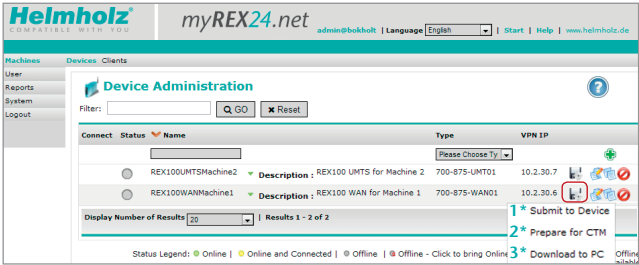 Helmholz®
COMPATIBLE WITH YOU
myREX24.net
admin@bokholt | Language English | Start | Help | www.helmholz.de
Machines
Devices Clients
User
Reports
System
Logout
Device Administration
Filter: GO Reset
Connect Status Name Type VPN IP
Please Choose Ty
REX100UMTSMachine2 Description : REX100 UMTS for Machine 2 700-875-UMT01 10.2.30.7
REX100WANMachine1 Description : REX100 WAN for Machine 1 700-875-WAN01 10.2.30.6
Display Number of Results 20 | Results 1 - 2 of 2
1* Submit to Device
2* Prepare for CTM
3* Download to PC
Status Legend: Online | Online and Connected | Offline | Offline - Click to bring Online Offline